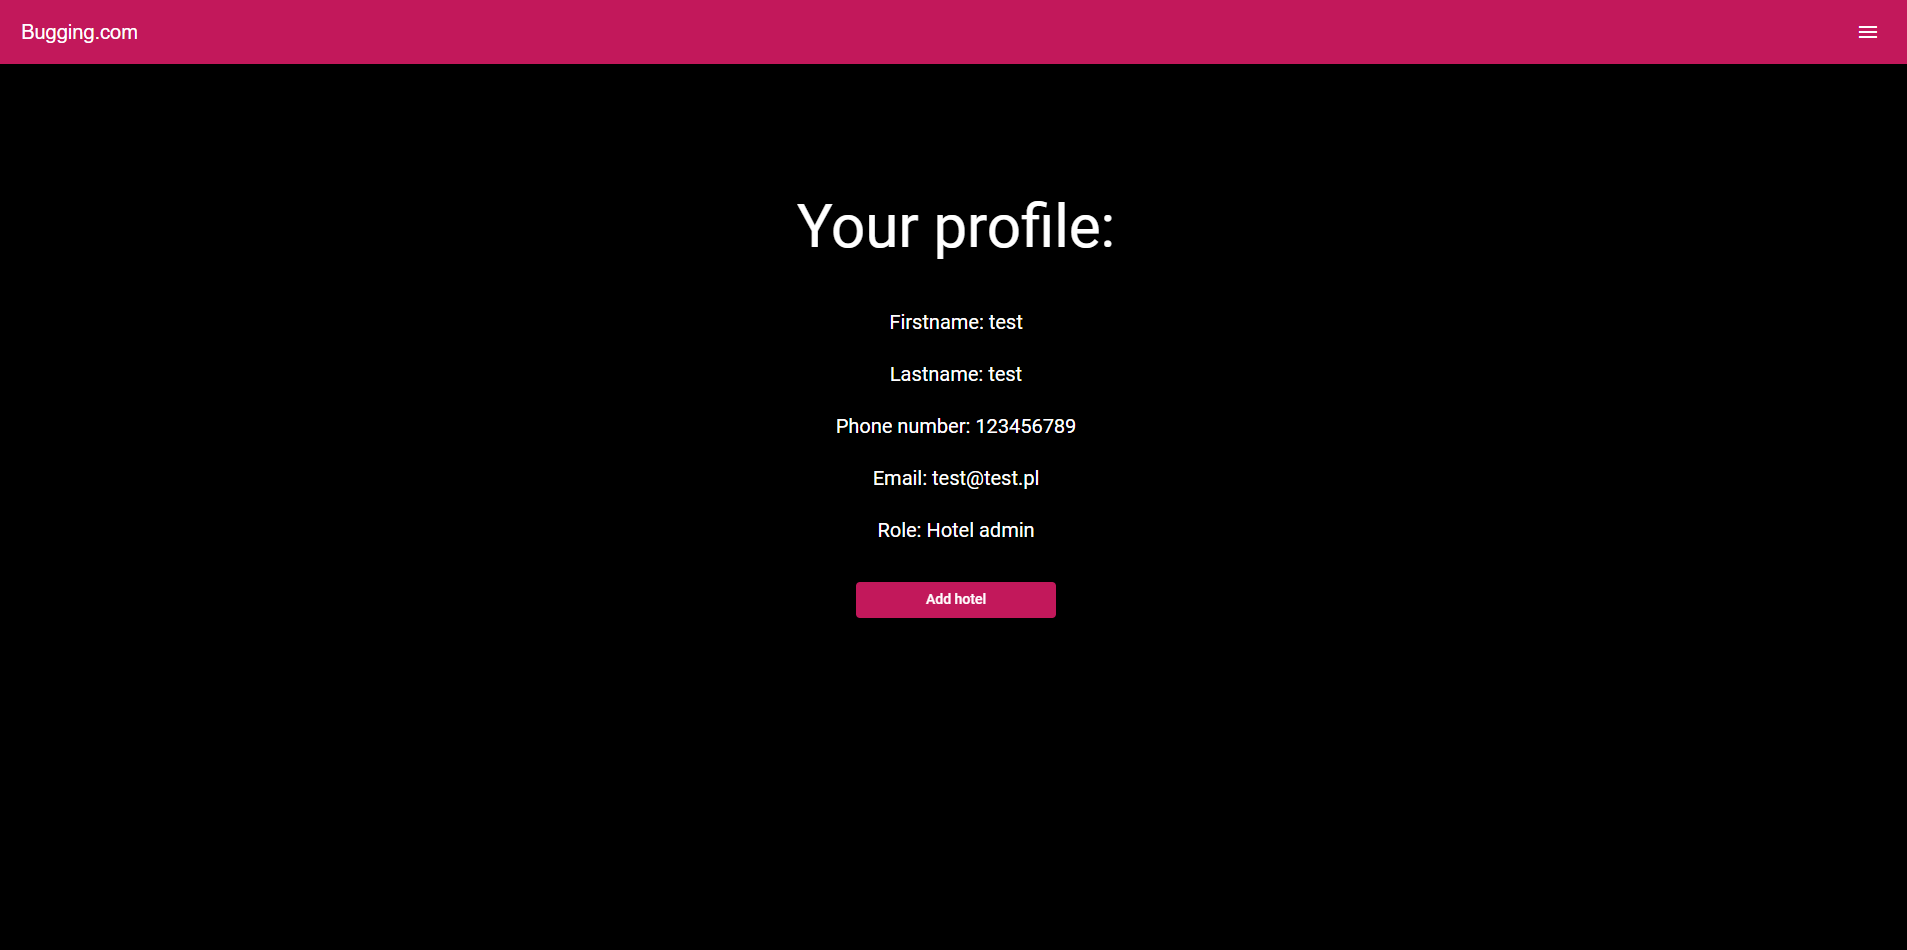 Bugging.com
Your profile:
Firstname: test
Lastname: test
Phone number: 123456789
Email: test@test.pl
Role: Hotel admin
Add hotel